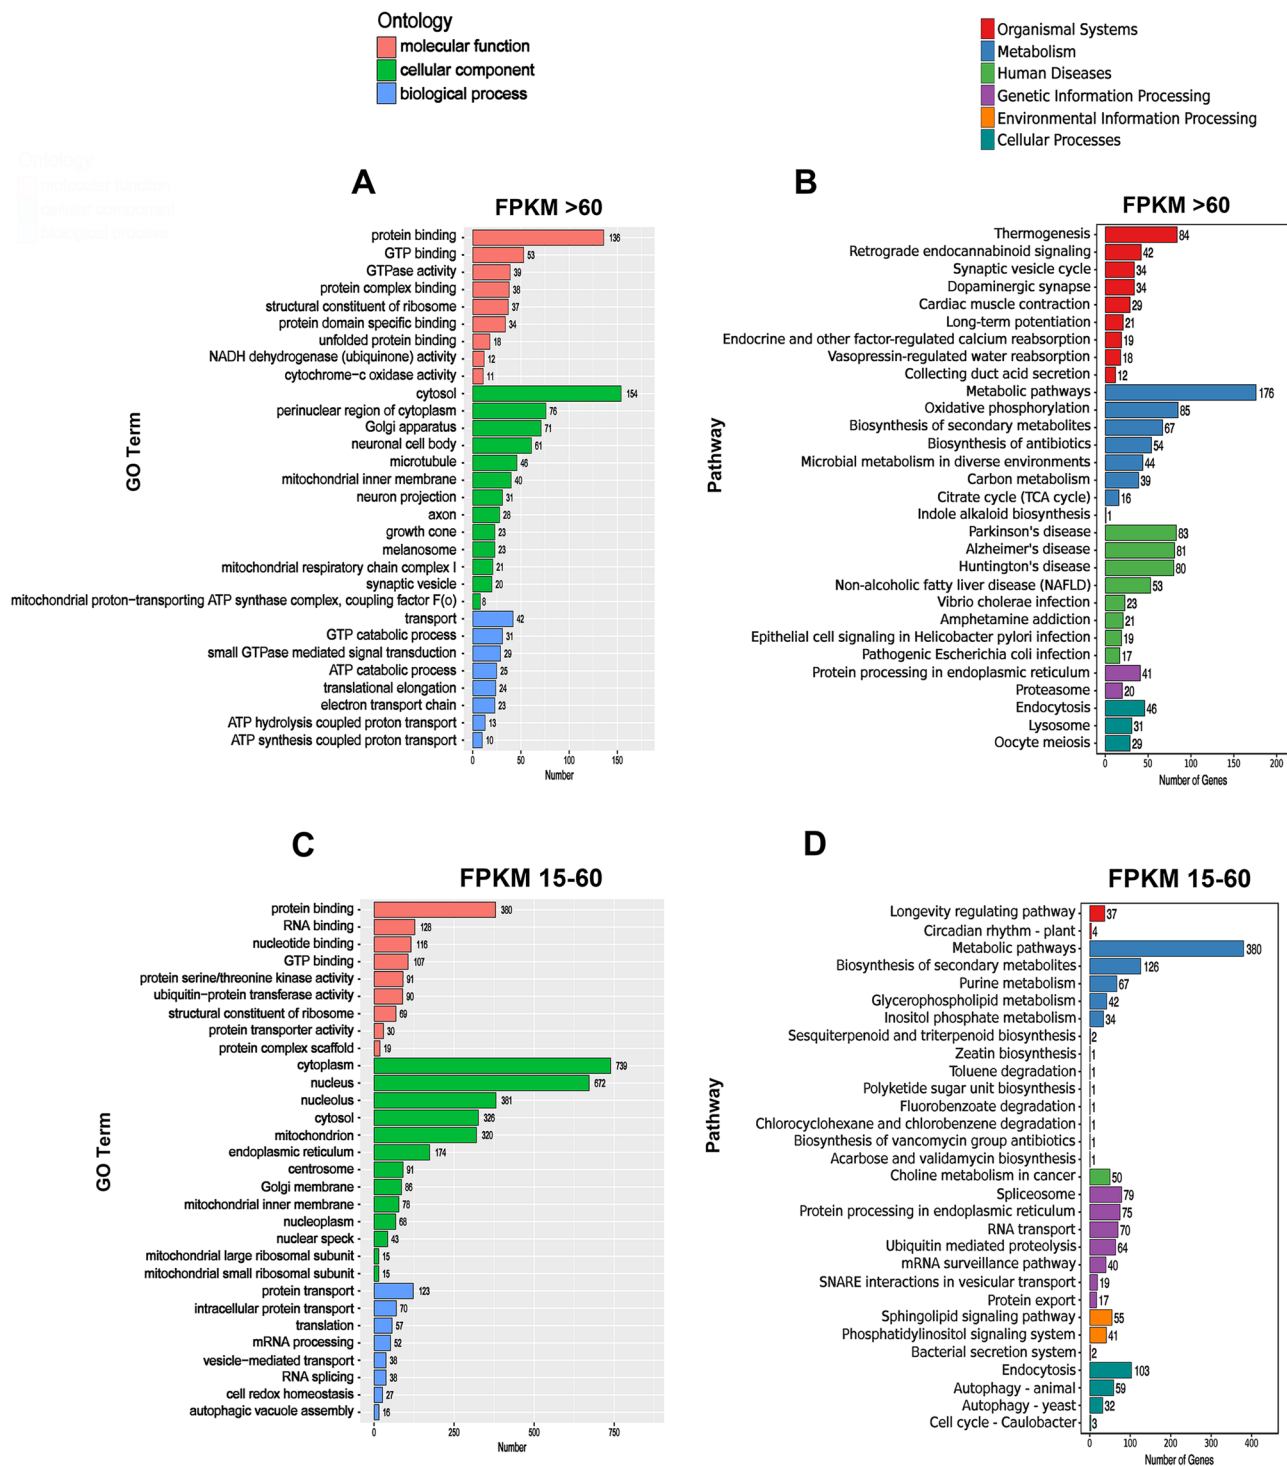 Ontology
molecular function
cellular component
biological process
Organismal Systems
Metabolism
Human Diseases
Genetic Information Processing
Environmental Information Processing
Cellular Processes
Ontology
molecular function
cellular component
biological process
A
FPKM >60
GO Term
protein binding 136
GTP binding 53
GTPase activity 39
protein complex binding 38
structural constituent of ribosome 37
protein domain specific binding 34
unfolded protein binding 18
NADH dehydrogenase (ubiquinone) activity 12
cytochrome-c oxidase activity 11
cytosol 154
perinuclear region of cytoplasm 76
Golgi apparatus 71
neuronal cell body 61
microtubule 46
mitochondrial inner membrane 40
neuron projection 31
axon 28
growth cone 23
melanosome 23
mitochondrial respiratory chain complex I 21
synaptic vesicle 20
mitochondrial proton-transporting ATP synthase complex, coupling factor F(o) 8
transport 42
GTP catabolic process 31
small GTPase mediated signal transduction 29
ATP catabolic process 25
translational elongation 24
electron transport chain 23
ATP hydrolysis coupled proton transport 13
ATP synthesis coupled proton transport 10
0 50 100 150
Number
B
FPKM >60
Pathway
Thermogenesis 84
Retrograde endocannabinoid signaling 42
Synaptic vesicle cycle 34
Dopaminergic synapse 34
Cardiac muscle contraction 29
Long-term potentiation 21
Endocrine and other factor-regulated calcium reabsorption 19
Vasopressin-regulated water reabsorption 18
Collecting duct acid secretion 12
Metabolic pathways 176
Oxidative phosphorylation 85
Biosynthesis of secondary metabolites 67
Biosynthesis of antibiotics 54
Microbial metabolism in diverse environments 44
Carbon metabolism 39
Citrate cycle (TCA cycle) 16
Indole alkaloid biosynthesis 1
Parkinson's disease 83
Alzheimer's disease 81
Huntington's disease 80
Non-alcoholic fatty liver disease (NAFLD) 53
Vibrio cholerae infection 23
Amphetamine addiction 21
Epithelial cell signaling in Helicobacter pylori infection 19
Pathogenic Escherichia coli infection 17
Protein processing in endoplasmic reticulum 41
Proteasome 20
Endocytosis 46
Lysosome 31
Oocyte meiosis 29
0 50 100 150 200
Number of Genes
C
FPKM 15-60
GO Term
protein binding 380
RNA binding 128
nucleotide binding 116
GTP binding 107
protein serine/threonine kinase activity 91
ubiquitin-protein transferase activity 90
structural constituent of ribosome 69
protein transporter activity 30
protein complex scaffold 19
cytoplasm 739
nucleus 672
nucleolus 381
cytosol 326
mitochondrion 320
endoplasmic reticulum 174
centrosome 91
Golgi membrane 86
mitochondrial inner membrane 78
nucleoplasm 68
nuclear speck 43
mitochondrial large ribosomal subunit 15
mitochondrial small ribosomal subunit 15
protein transport 123
intracellular protein transport 70
translation 57
mRNA processing 52
vesicle-mediated transport 38
RNA splicing 38
cell redox homeostasis 27
autophagic vacuole assembly 16
0 250 500 750
Number
D
FPKM 15-60
Pathway
Longevity regulating pathway 37
Circadian rhythm - plant 4
Metabolic pathways 380
Biosynthesis of secondary metabolites 126
Purine metabolism 67
Glycerophospholipid metabolism 42
Inositol phosphate metabolism 34
Sesquiterpenoid and triterpenoid biosynthesis 2
Zeatin biosynthesis 1
Toluene degradation 1
Polyketide sugar unit biosynthesis 1
Fluorobenzoate degradation 1
Chlorocyclohexane and chlorobenzene degradation 1
Biosynthesis of vancomycin group antibiotics 1
Acarbose and validamycin biosynthesis 1
Choline metabolism in cancer 50
Spliceosome 79
Protein processing in endoplasmic reticulum 75
RNA transport 70
Ubiquitin mediated proteolysis 64
mRNA surveillance pathway 40
SNARE interactions in vesicular transport 19
Protein export 17
Sphingolipid signaling pathway 55
Phosphatidylinositol signaling system 41
Bacterial secretion system 2
Endocytosis 103
Autophagy - animal 59
Autophagy - yeast 32
Cell cycle - Caulobacter 3
0 100 200 300 400
Number of Genes